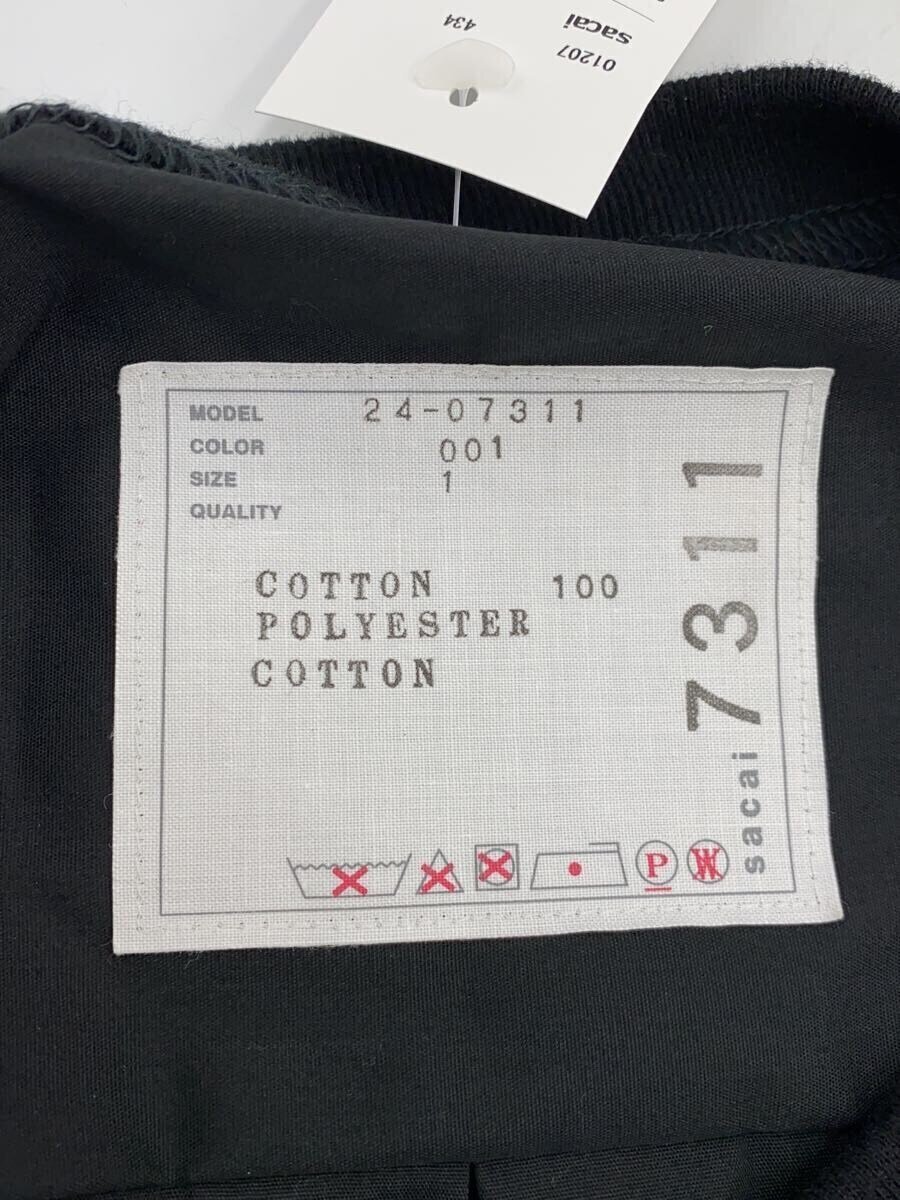 434
sacai
01207
MODEL 24-07311
COLOR 001
SIZE 1
QUALITY
COTTON 100
POLYESTER
COTTON
sacai 7311
P
W